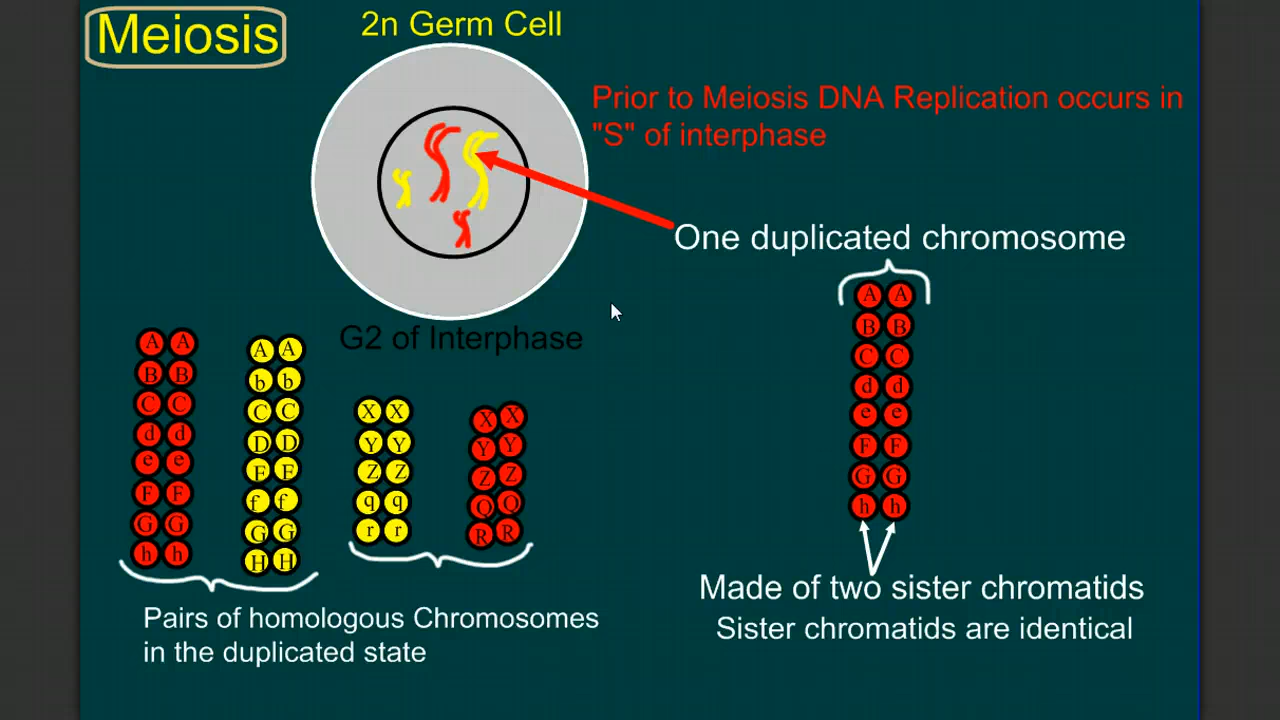 Meiosis
2n Germ Cell
Prior to Meiosis DNA Replication occurs in
"S" of interphase
One duplicated chromosome
A A
B B
C C
d d
e e
F F
G G
h h
Made of two sister chromatids
Sister chromatids are identical
G2 of Interphase
A A
B B
C C
d d
e e
F F
G G
h h
A A
b b
C C
D D
f f
G G
H H
X X
Y Y
Z Z
q q
r r
X X
Y Y
Z Z
Q Q
R R
Pairs of homologous Chromosomes
in the duplicated state